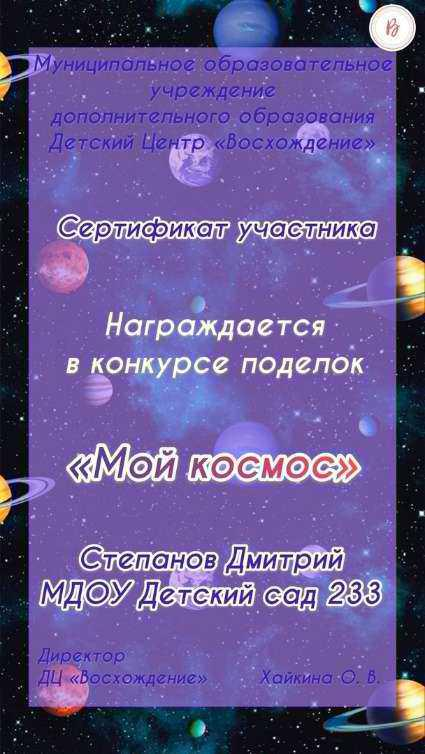 В
Муниципальное образовательное
учреждение
дополнительного образования
Детский Центр «Восхождение»
Сертификат участника
Награждается
в конкурсе поделок
«Мой космос»
Степанов Дмитрий
МДОУ Детский сад 233
Директор
ДЦ «Восхождение» Хайкина О. В.